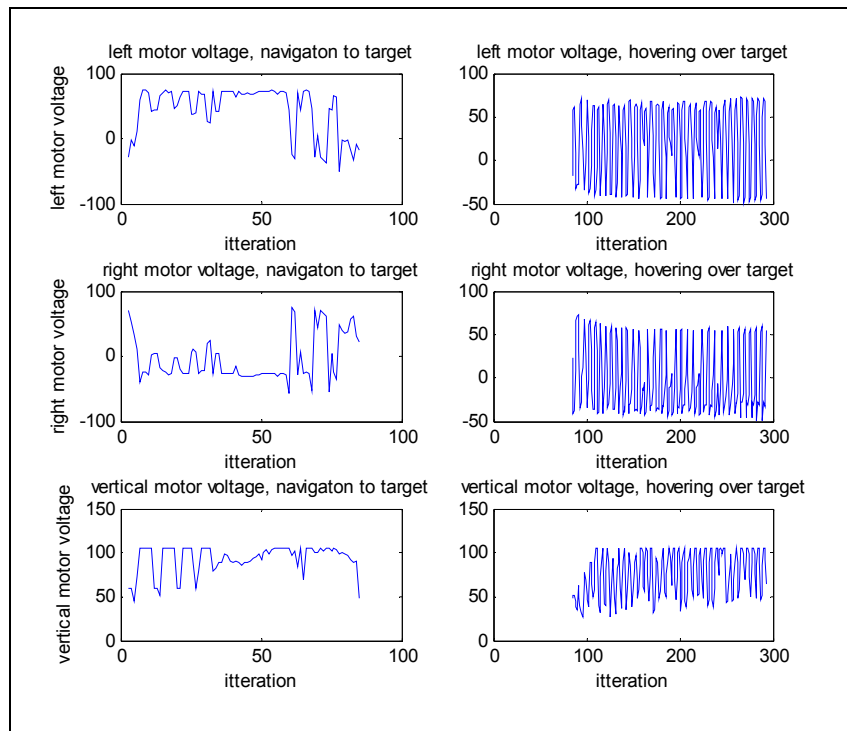 left motor voltage, navigaton to target
left motor voltage
100
0
-100
0
50
100
itteration
left motor voltage, hovering over target
100
50
0
-50
100
200
300
itteration
right motor voltage, navigaton to target
right motor voltage
100
0
-100
0
50
100
itteration
right motor voltage, hovering over target
100
50
0
-50
100
200
300
itteration
vertical motor voltage, navigaton to target
vertical motor voltage
150
100
50
0
0
50
100
itteration
vertical motor voltage, hovering over target
150
100
50
0
100
200
300
itteration